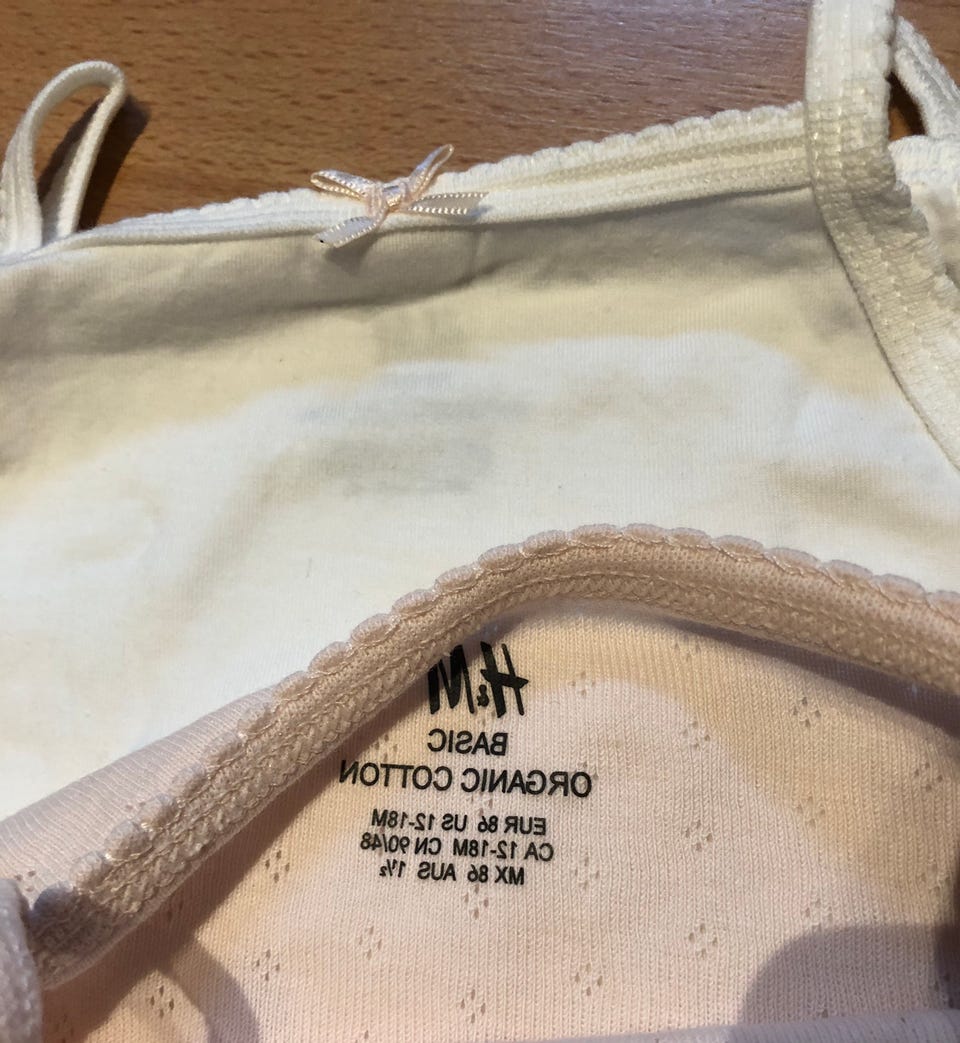 H&M
BASIC
ORGANIC COTTON
EUR 86 US 12-18M
CA 12-18M CN 90/48
MX 86 AUS 1½